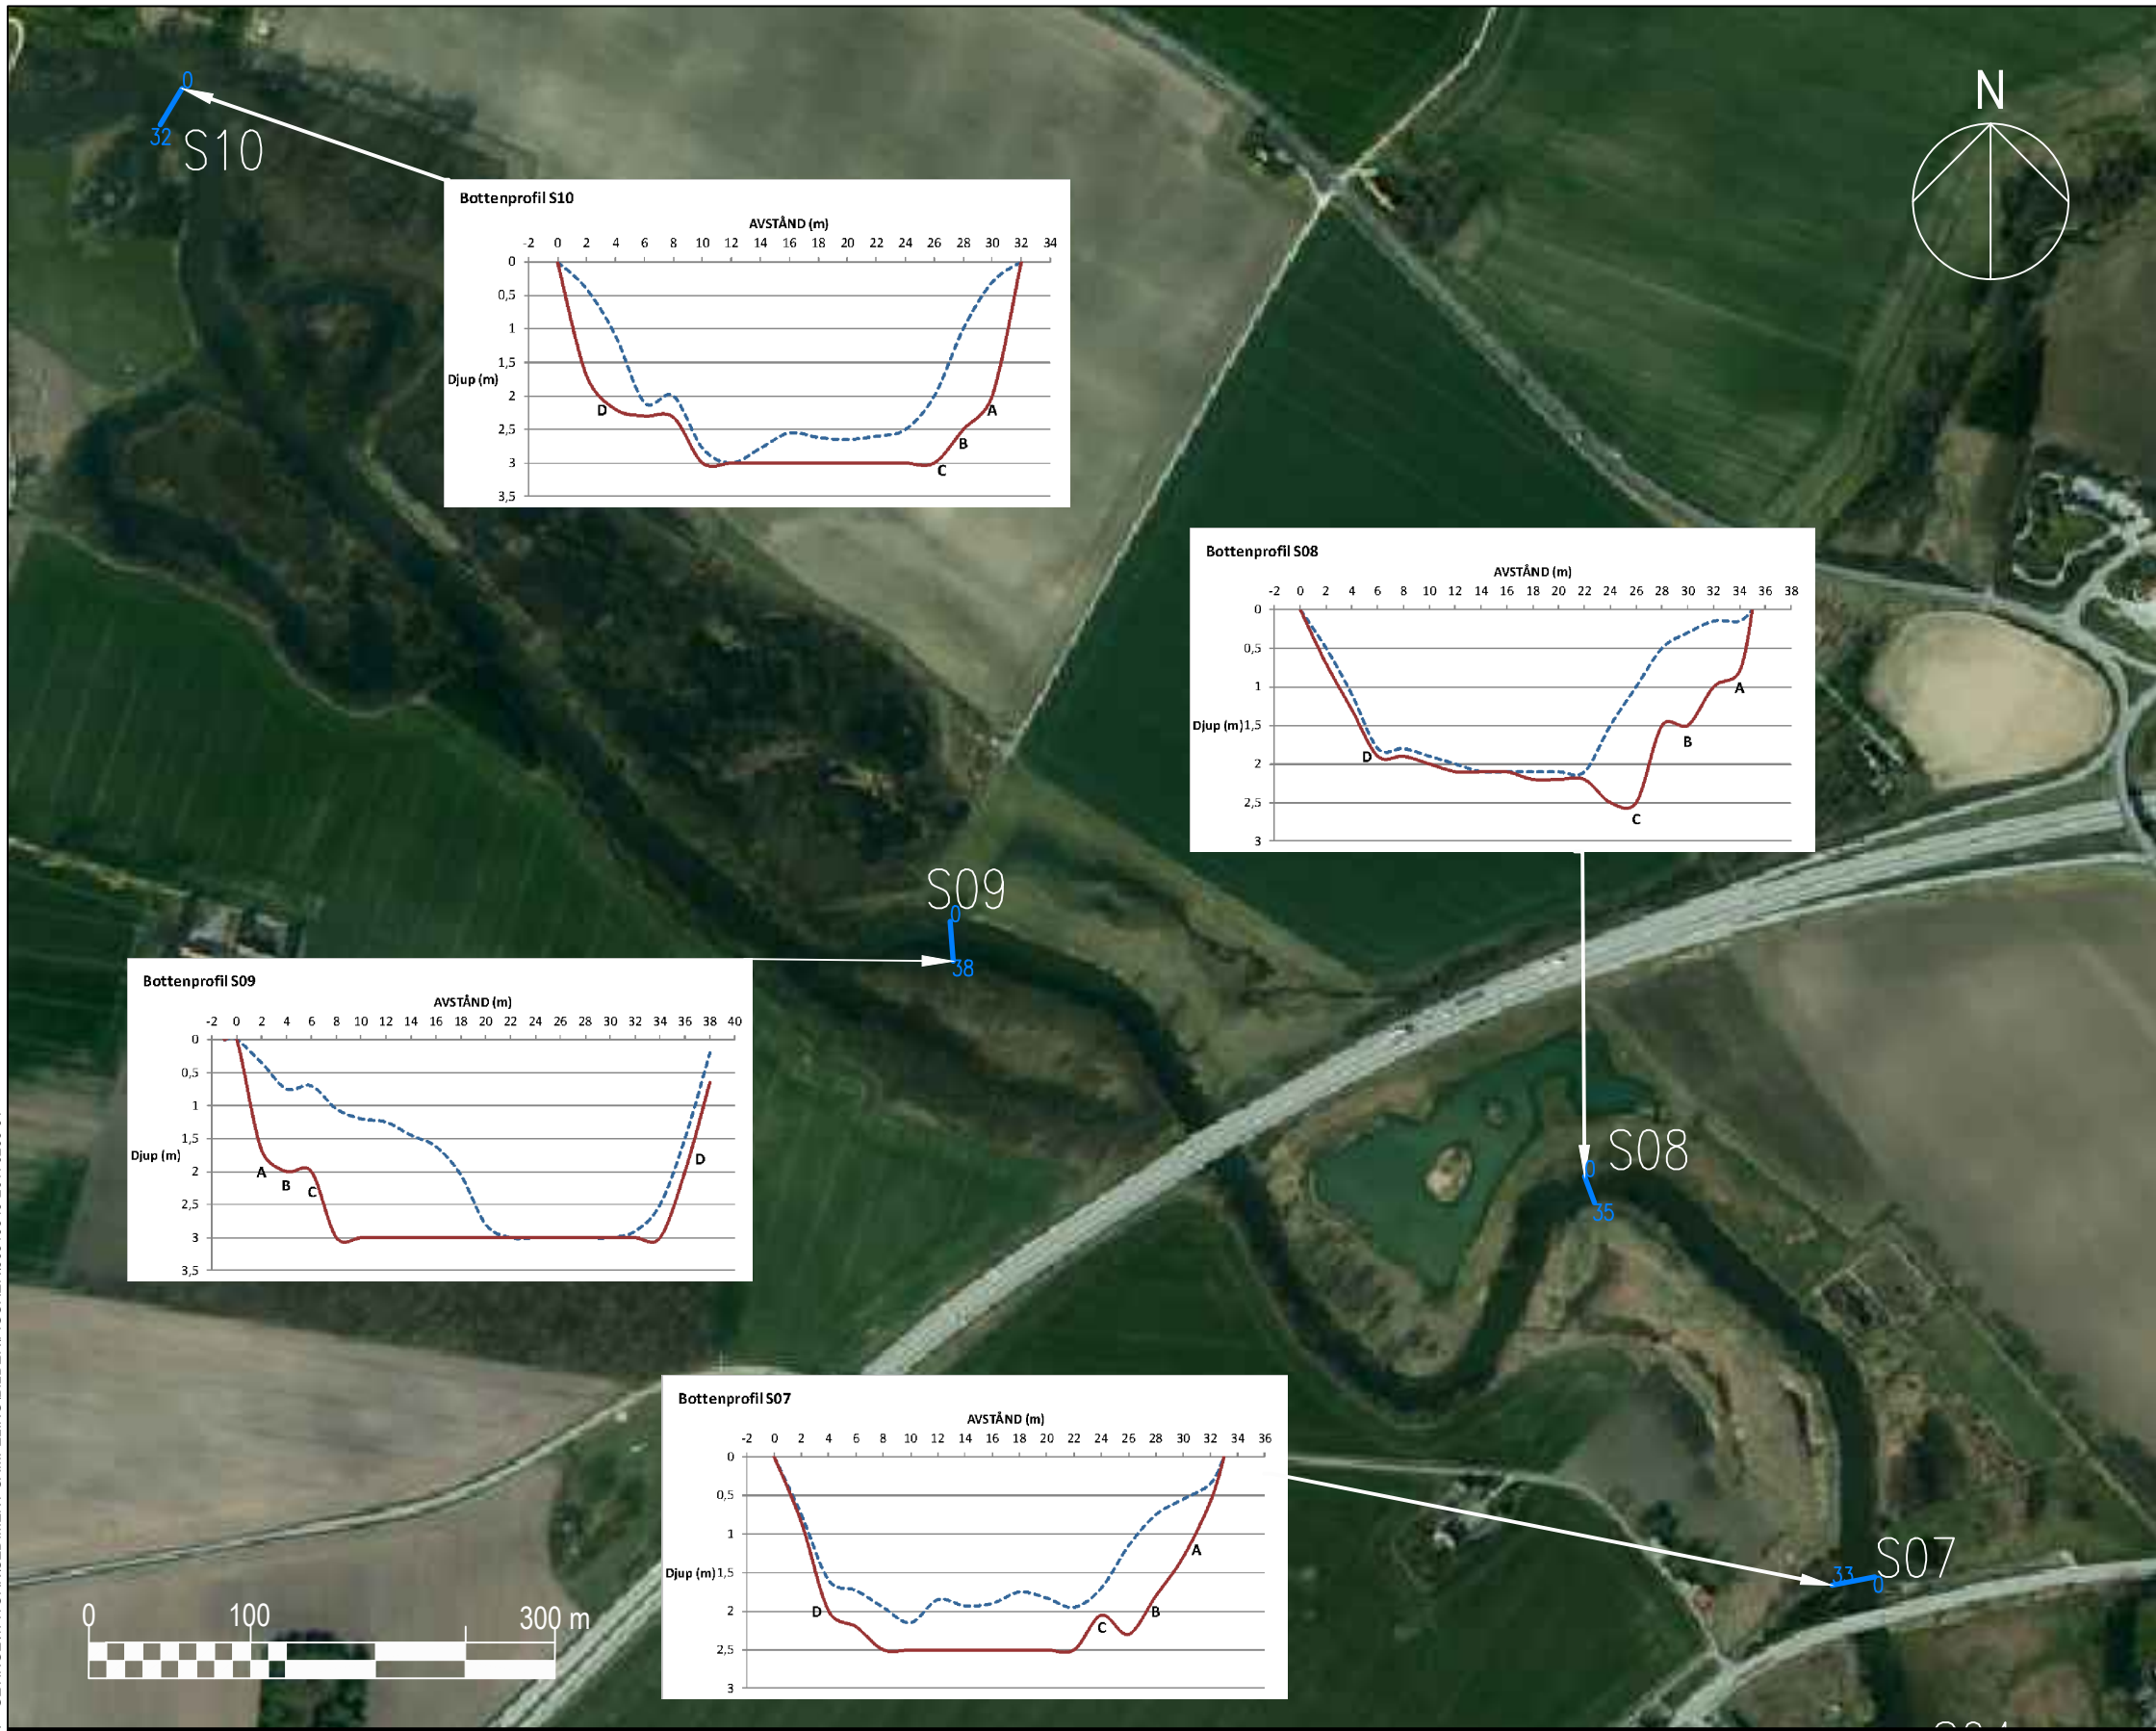 N
0
32
S10
Bottenprofil S10
AVSTÅND (m)
-2 0 2 4 6 8 10 12 14 16 18 20 22 24 26 28 30 32 34
0
0,5
1
1,5
Djup (m)
2
2,5
3
3,5
D
A
B
C
Bottenprofil S08
AVSTÅND (m)
-2 0 2 4 6 8 10 12 14 16 18 20 22 24 26 28 30 32 34 36 38
0
0,5
1
Djup (m) 1,5
2
2,5
3
A
B
D
C
S09
0
38
Bottenprofil S09
AVSTÅND (m)
-2 0 2 4 6 8 10 12 14 16 18 20 22 24 26 28 30 32 34 36 38 40
0
0,5
1
1,5
Djup (m)
2
2,5
3
3,5
A
B
C
D
S08
0
35
Bottenprofil S07
AVSTÅND (m)
-2 0 2 4 6 8 10 12 14 16 18 20 22 24 26 28 30 32 34 36
0
0,5
1
Djup (m) 1,5
2
2,5
3
A
D
B
C
S07
33
0
0 100 300 m